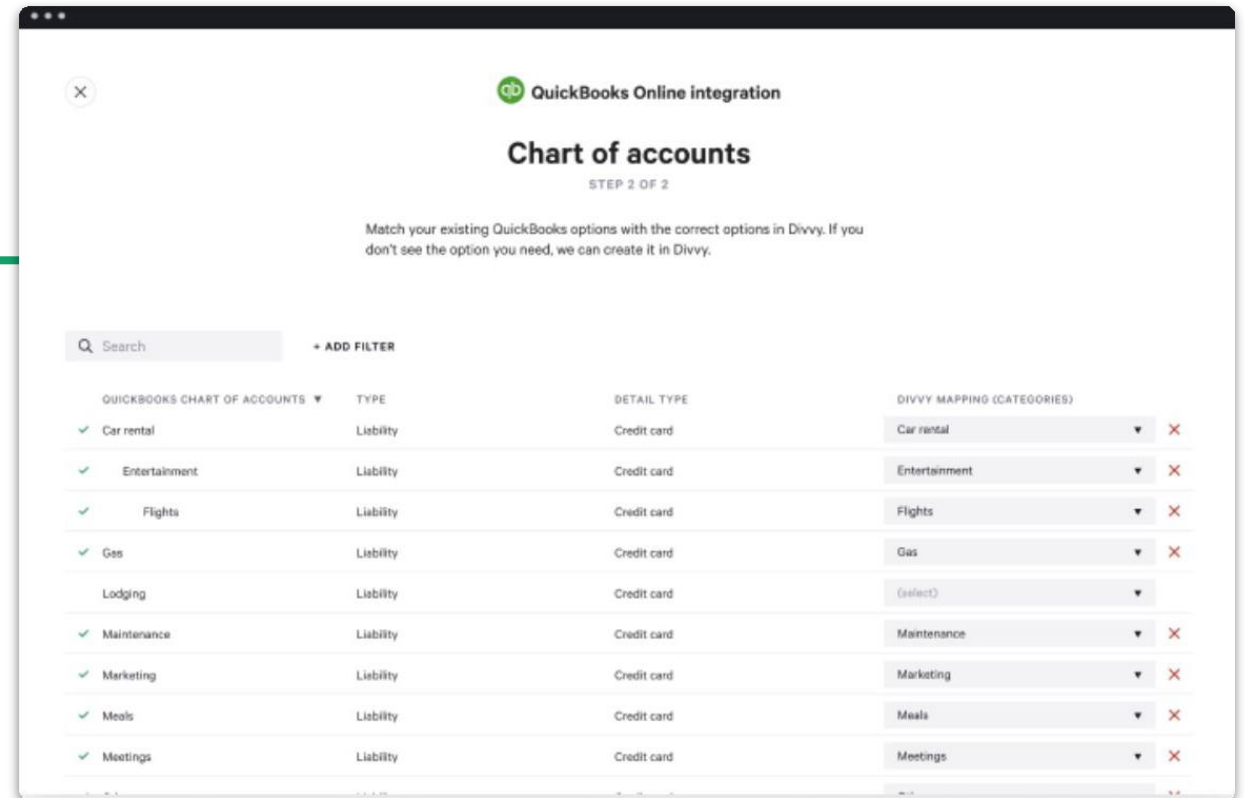 qb QuickBooks Online integration
Chart of accounts
STEP 2 OF 2
Match your existing QuickBooks options with the correct options in Divvy. If you
don't see the option you need, we can create it in Divvy.
Search + ADD FILTER
QUICKBOOKS CHART OF ACCOUNTS ▼ TYPE DETAIL TYPE DIVVY MAPPING (CATEGORIES)
Car rental Liability Credit card Car rental
Entertainment Liability Credit card Entertainment
Flights Liability Credit card Flights
Gas Liability Credit card Gas
Lodging Liability Credit card (select)
Maintenance Liability Credit card Maintenance
Marketing Liability Credit card Marketing
Meals Liability Credit card Meals
Meetings Liability Credit card Meetings